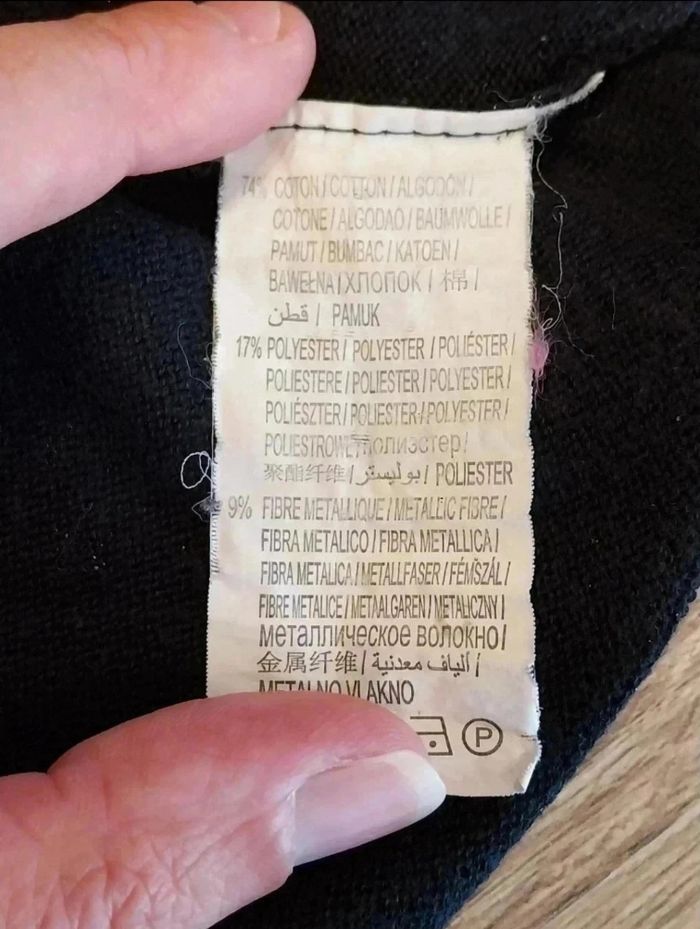 74% COTON / COTTON / ALGODÓN /
COTONE / ALGODAO / BAUMWOLLE /
PAMUT / BUMBAC / KATOEN /
BAWEŁNA / ХЛОПОК / 棉 /
قطن / PAMUK
17% POLYESTER / POLYESTER / POLIÉSTER /
POLIESTERE / POLIESTER / POLYESTER /
POLIÉSZTER / POLIESTER / POLYESTER /
полиэстер/
聚酯纤维 / بوليستر / POLIESTER
9% FIBRE METALLIQUE / METALLIC FIBRE /
FIBRA METALICO / FIBRA METALLICA /
FIBRA METALICA / METALLFASER / FÉMSZÁL /
FIBRE METALICE / METAALGAREN / METALICZNY /
металлическое волокно/
金属纤维 / ألياف معدنية /
METALNO VLAKNO
P